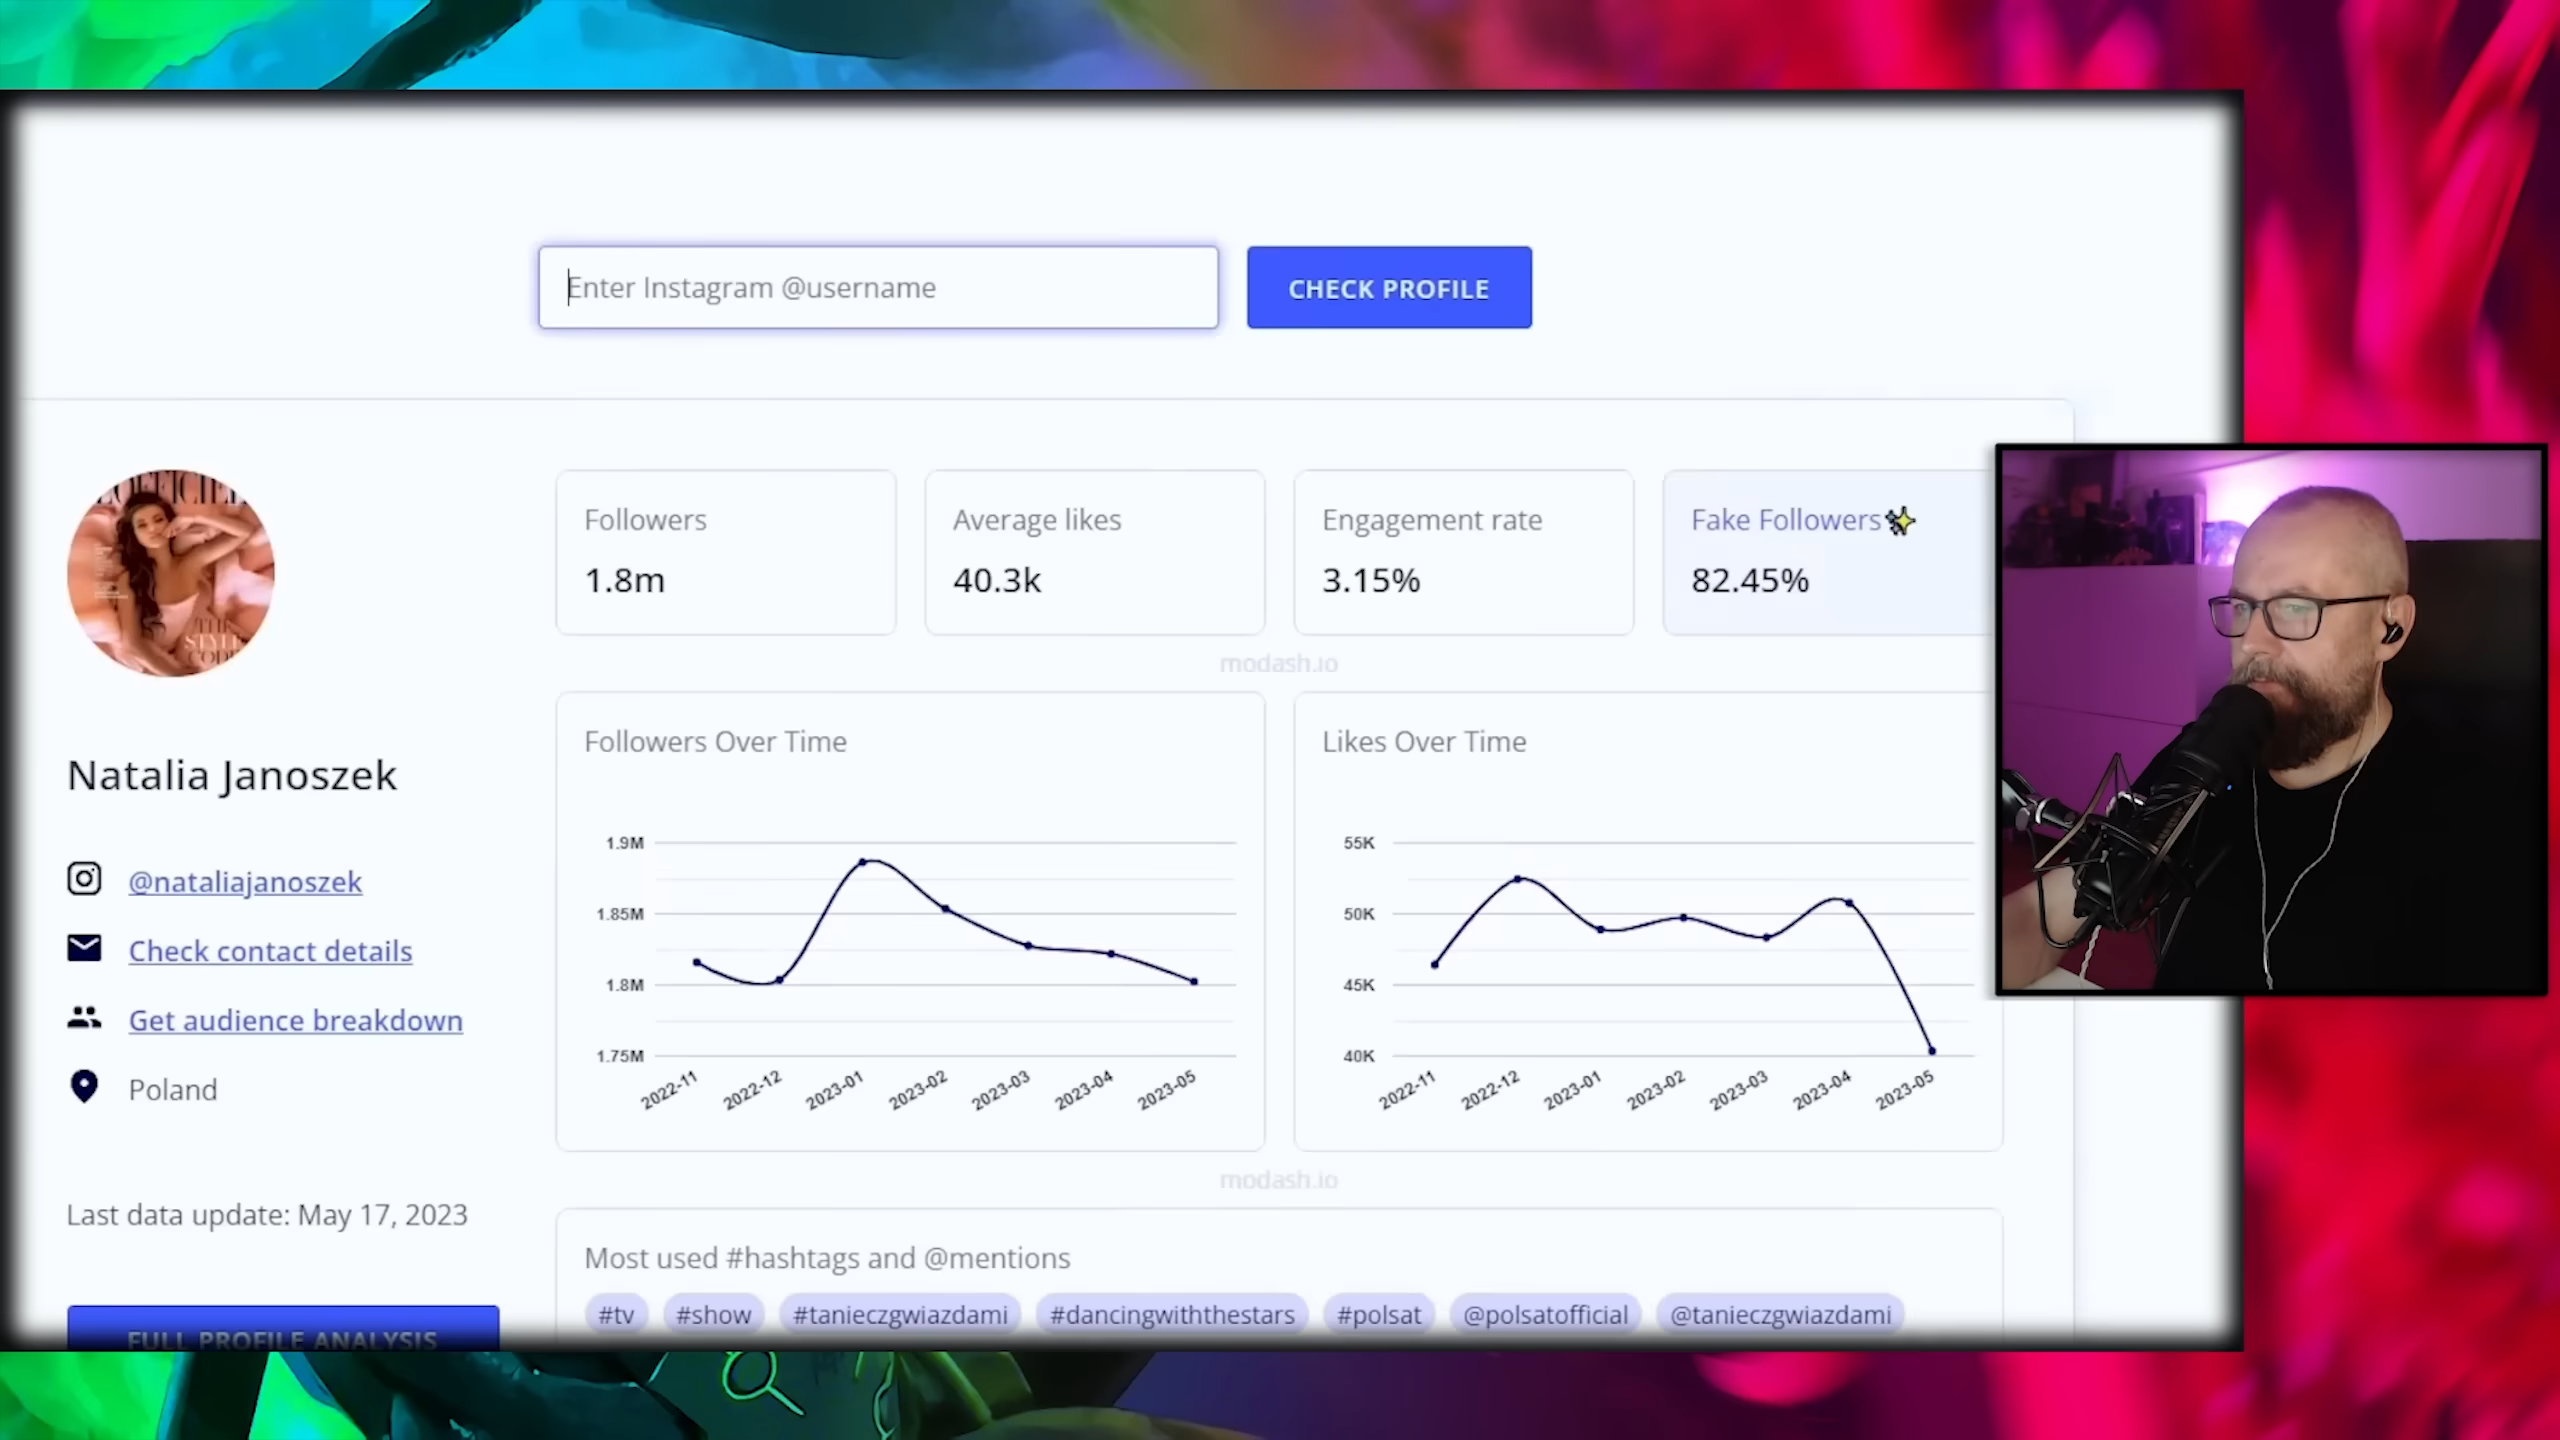 Enter Instagram @username
CHECK PROFILE
Followers
1.8m
Average likes
40.3k
Engagement rate
3.15%
Fake Followers
82.45%
modash.io
Natalia Janoszek
@nataliajanoszek
Check contact details
Get audience breakdown
Poland
Last data update: May 17, 2023
FULL PROFILE ANALYSIS
Followers Over Time
1.9M
1.85M
1.8M
1.75M
2022-11
2022-12
2023-01
2023-02
2023-03
2023-04
2023-05
Likes Over Time
55K
50K
45K
40K
2022-11
2022-12
2023-01
2023-02
2023-03
2023-04
2023-05
modash.io
Most used #hashtags and @mentions
#tv #show #tanieczgwiazdami #dancingwiththestars #polsat @polsatofficial @tanieczgwiazdami